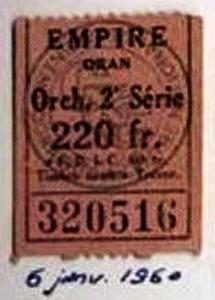 EMPIRE
ORAN
Orch. 2e Série
220 fr.
320516
6 janv. 1960